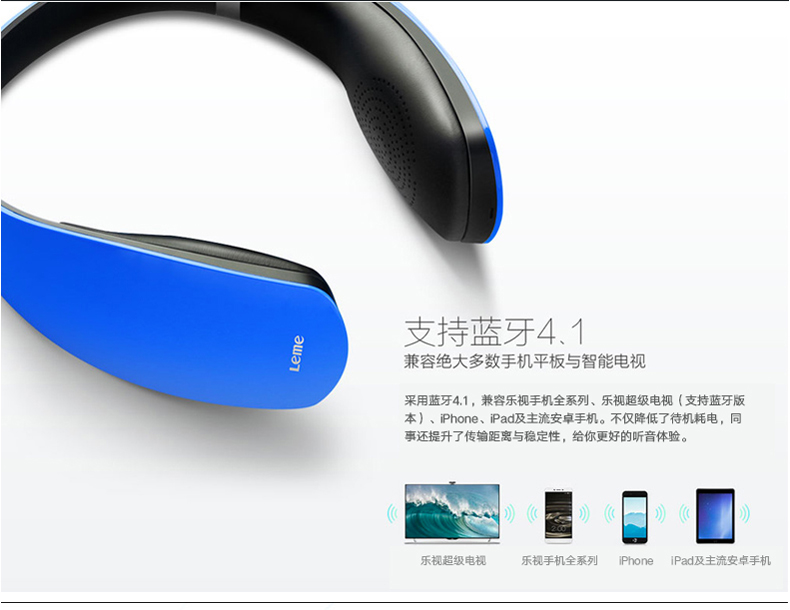 Leme
支持蓝牙4.1
兼容绝大多数手机平板与智能电视
采用蓝牙4.1，兼容乐视手机全系列、乐视超级电视（支持蓝牙版
本）、iPhone、iPad及主流安卓手机。不仅降低了待机耗电，同
事还提升了传输距离与稳定性，给你更好的听音体验。
乐视超级电视
乐视手机全系列
iPhone
iPad及主流安卓手机